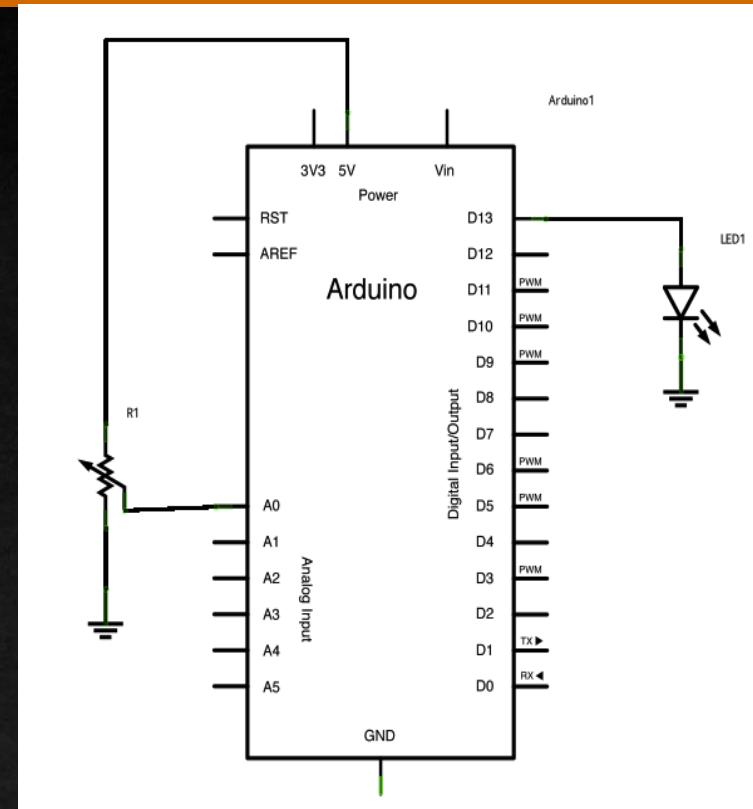 Arduino1
3V3 5V Vin
Power
RST D13
LED1
AREF D12
Arduino
D11 PWM
D10 PWM
D9 PWM
D8
R1
D7
Digital Input/Output
D6 PWM
A0 D5 PWM
A1 D4
Analog Input
A2 D3 PWM
A3 D2
A4 D1 TX ▶
A5 D0 RX ◀
GND